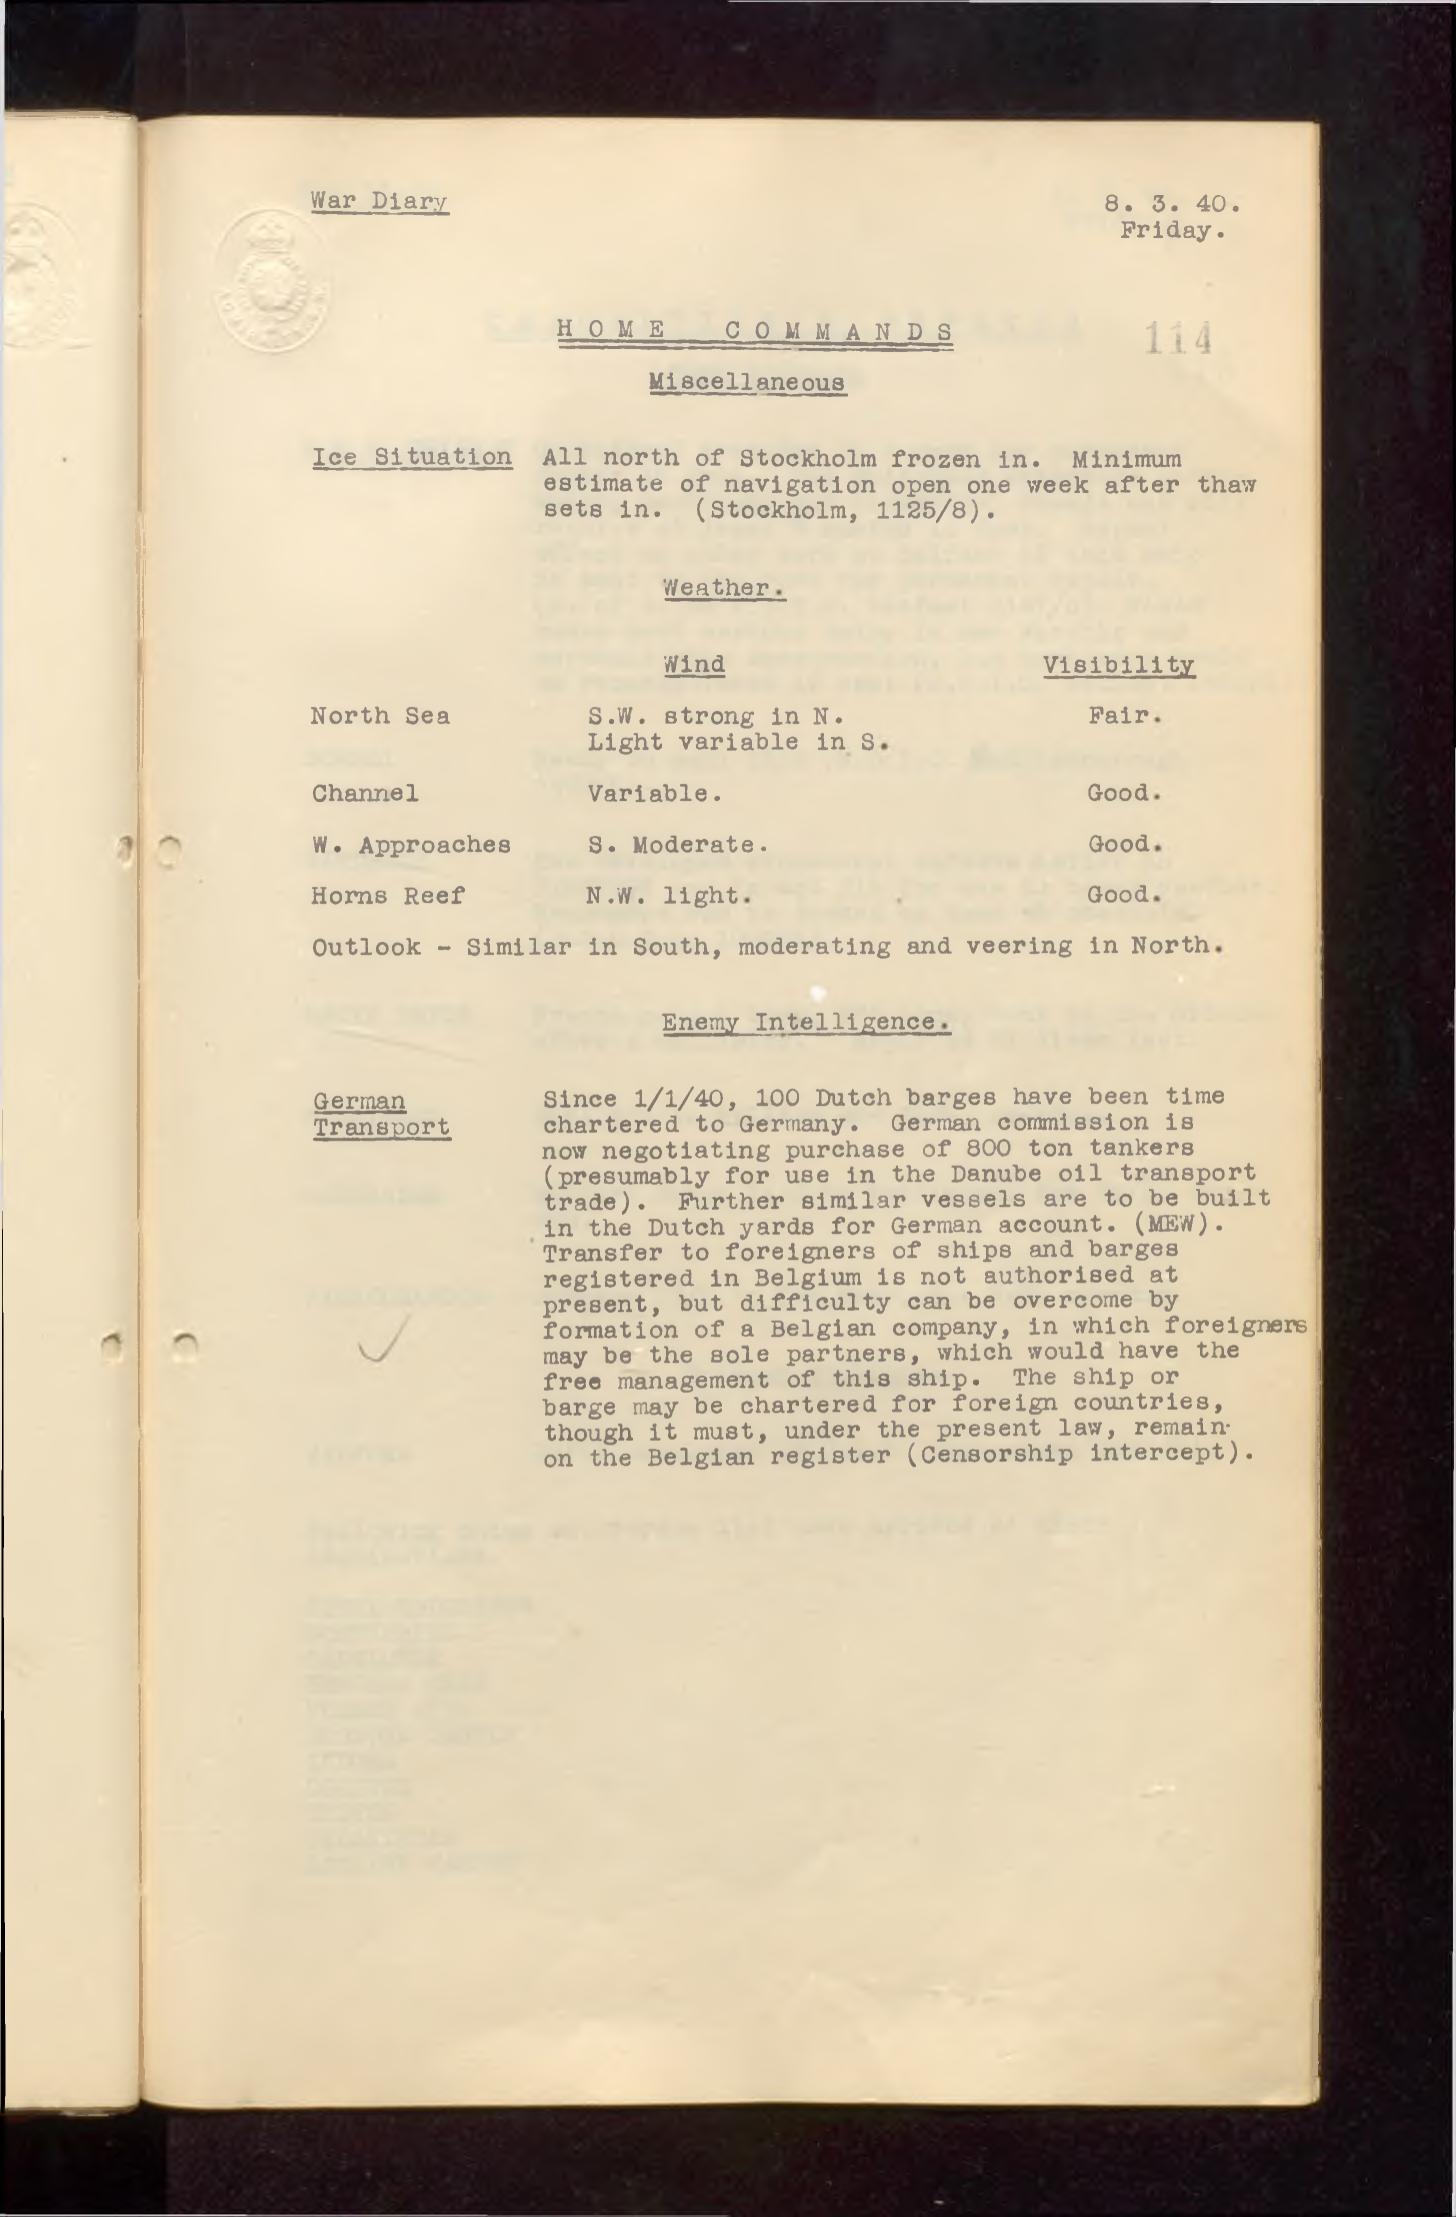 War Diary
8. 3. 40.
Friday.
HOME COMMANDS
114
Miscellaneous
Ice Situation All north of Stockholm frozen in. Minimum
estimate of navigation open one week after thaw
sets in. (Stockholm, 1125/8).
Weather.
Wind Visibility
North Sea S.W. strong in N. Fair.
Light variable in S.
Channel Variable. Good.
W. Approaches S. Moderate. Good.
Horns Reef N.W. light. Good.
Outlook - Similar in South, moderating and veering in North.
Enemy Intelligence.
German Since 1/1/40, 100 Dutch barges have been time
Transport chartered to Germany. German commission is
now negotiating purchase of 800 ton tankers
(presumably for use in the Danube oil transport
trade). Further similar vessels are to be built
in the Dutch yards for German account. (MEW).
Transfer to foreigners of ships and barges
registered in Belgium is not authorised at
present, but difficulty can be overcome by
formation of a Belgian company, in which foreigners
may be the sole partners, which would have the
free management of this ship. The ship or
barge may be chartered for foreign countries,
though it must, under the present law, remain
on the Belgian register (Censorship intercept).